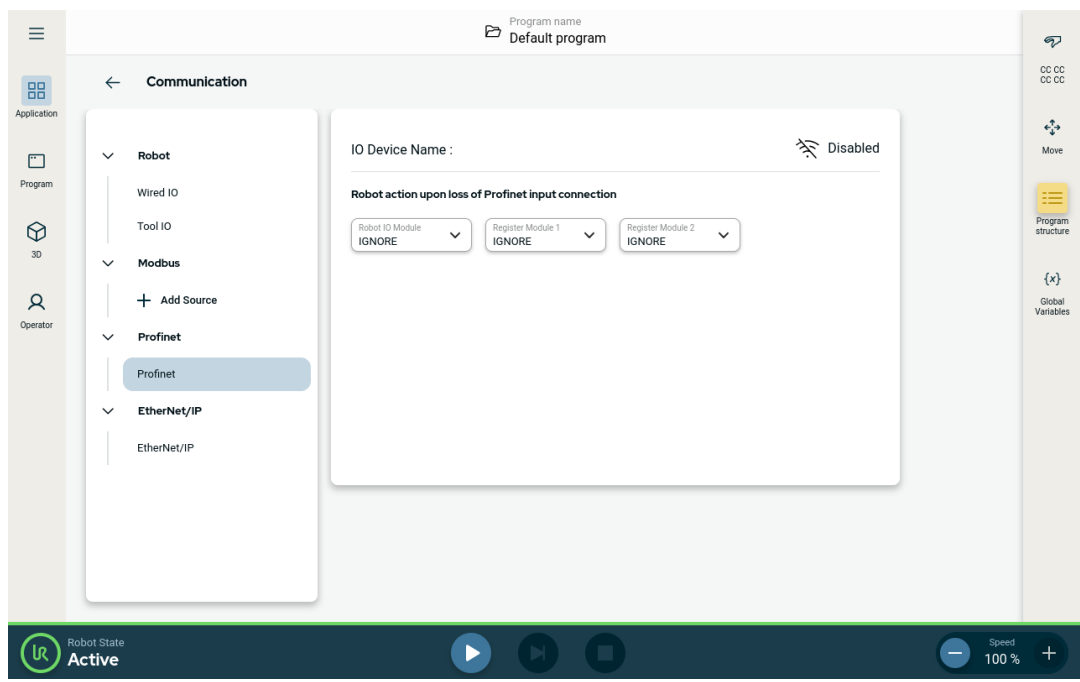 Program name
Default program
Communication
Application
Program
3D
Operator
Robot
Wired IO
Tool IO
Modbus
Add Source
Profinet
Profinet
EtherNet/IP
EtherNet/IP
IO Device Name :
Disabled
Robot action upon loss of Profinet input connection
Robot IO Module
IGNORE
Register Module 1
IGNORE
Register Module 2
IGNORE
CC CC
CC CC
Move
Program
structure
{x}
Global
Variables
UR
Robot State
Active
Speed
100 %